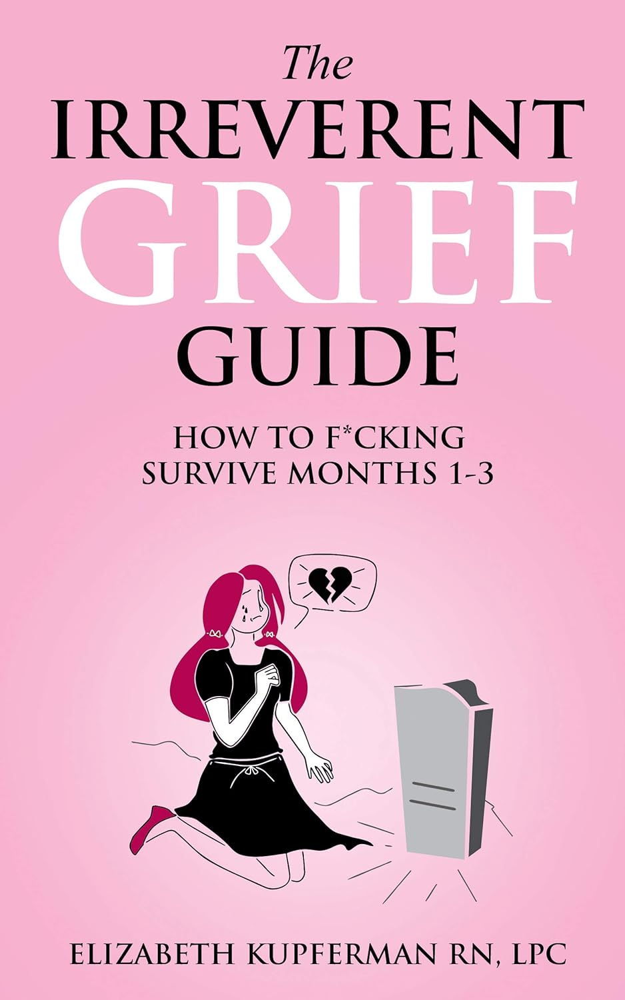 The
IRREVERENT
GRIEF
GUIDE
HOW TO F*CKING
SURVIVE MONTHS 1-3
ELIZABETH KUPFERMAN RN, LPC